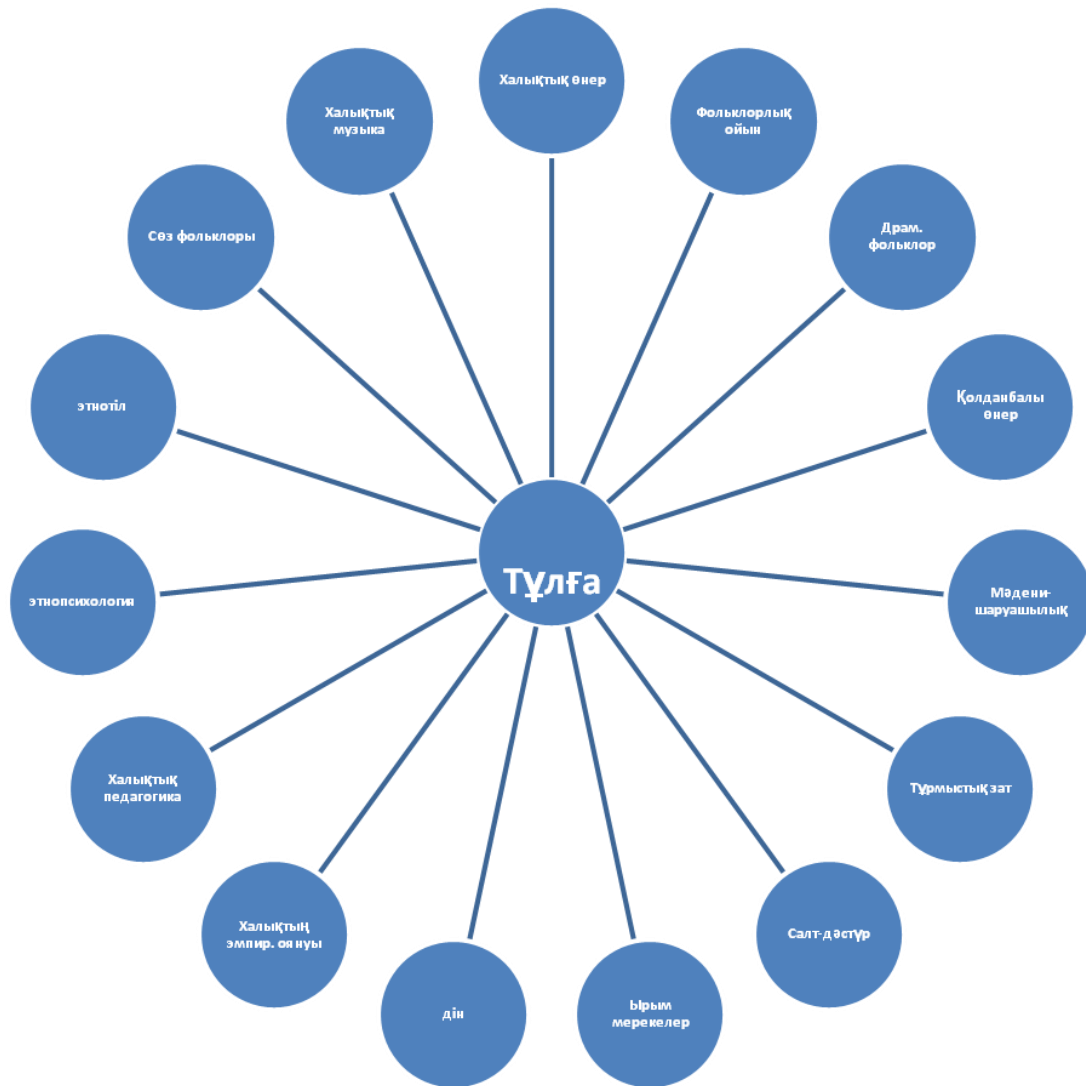 Халықтық өнер
Фольклорлық
ойын
Драм.
фольклор
Қолданбалы
өнер
Мәдени-
шаруашылық
Тұрмыстық зат
Салт-дәстүр
Ырым
мерекелер
дін
Халықтың
эмпир. оянуы
Халықтық
педагогика
этнопсихология
этнотіл
Сөз фольклоры
Халықтық
музыка
Тұлға